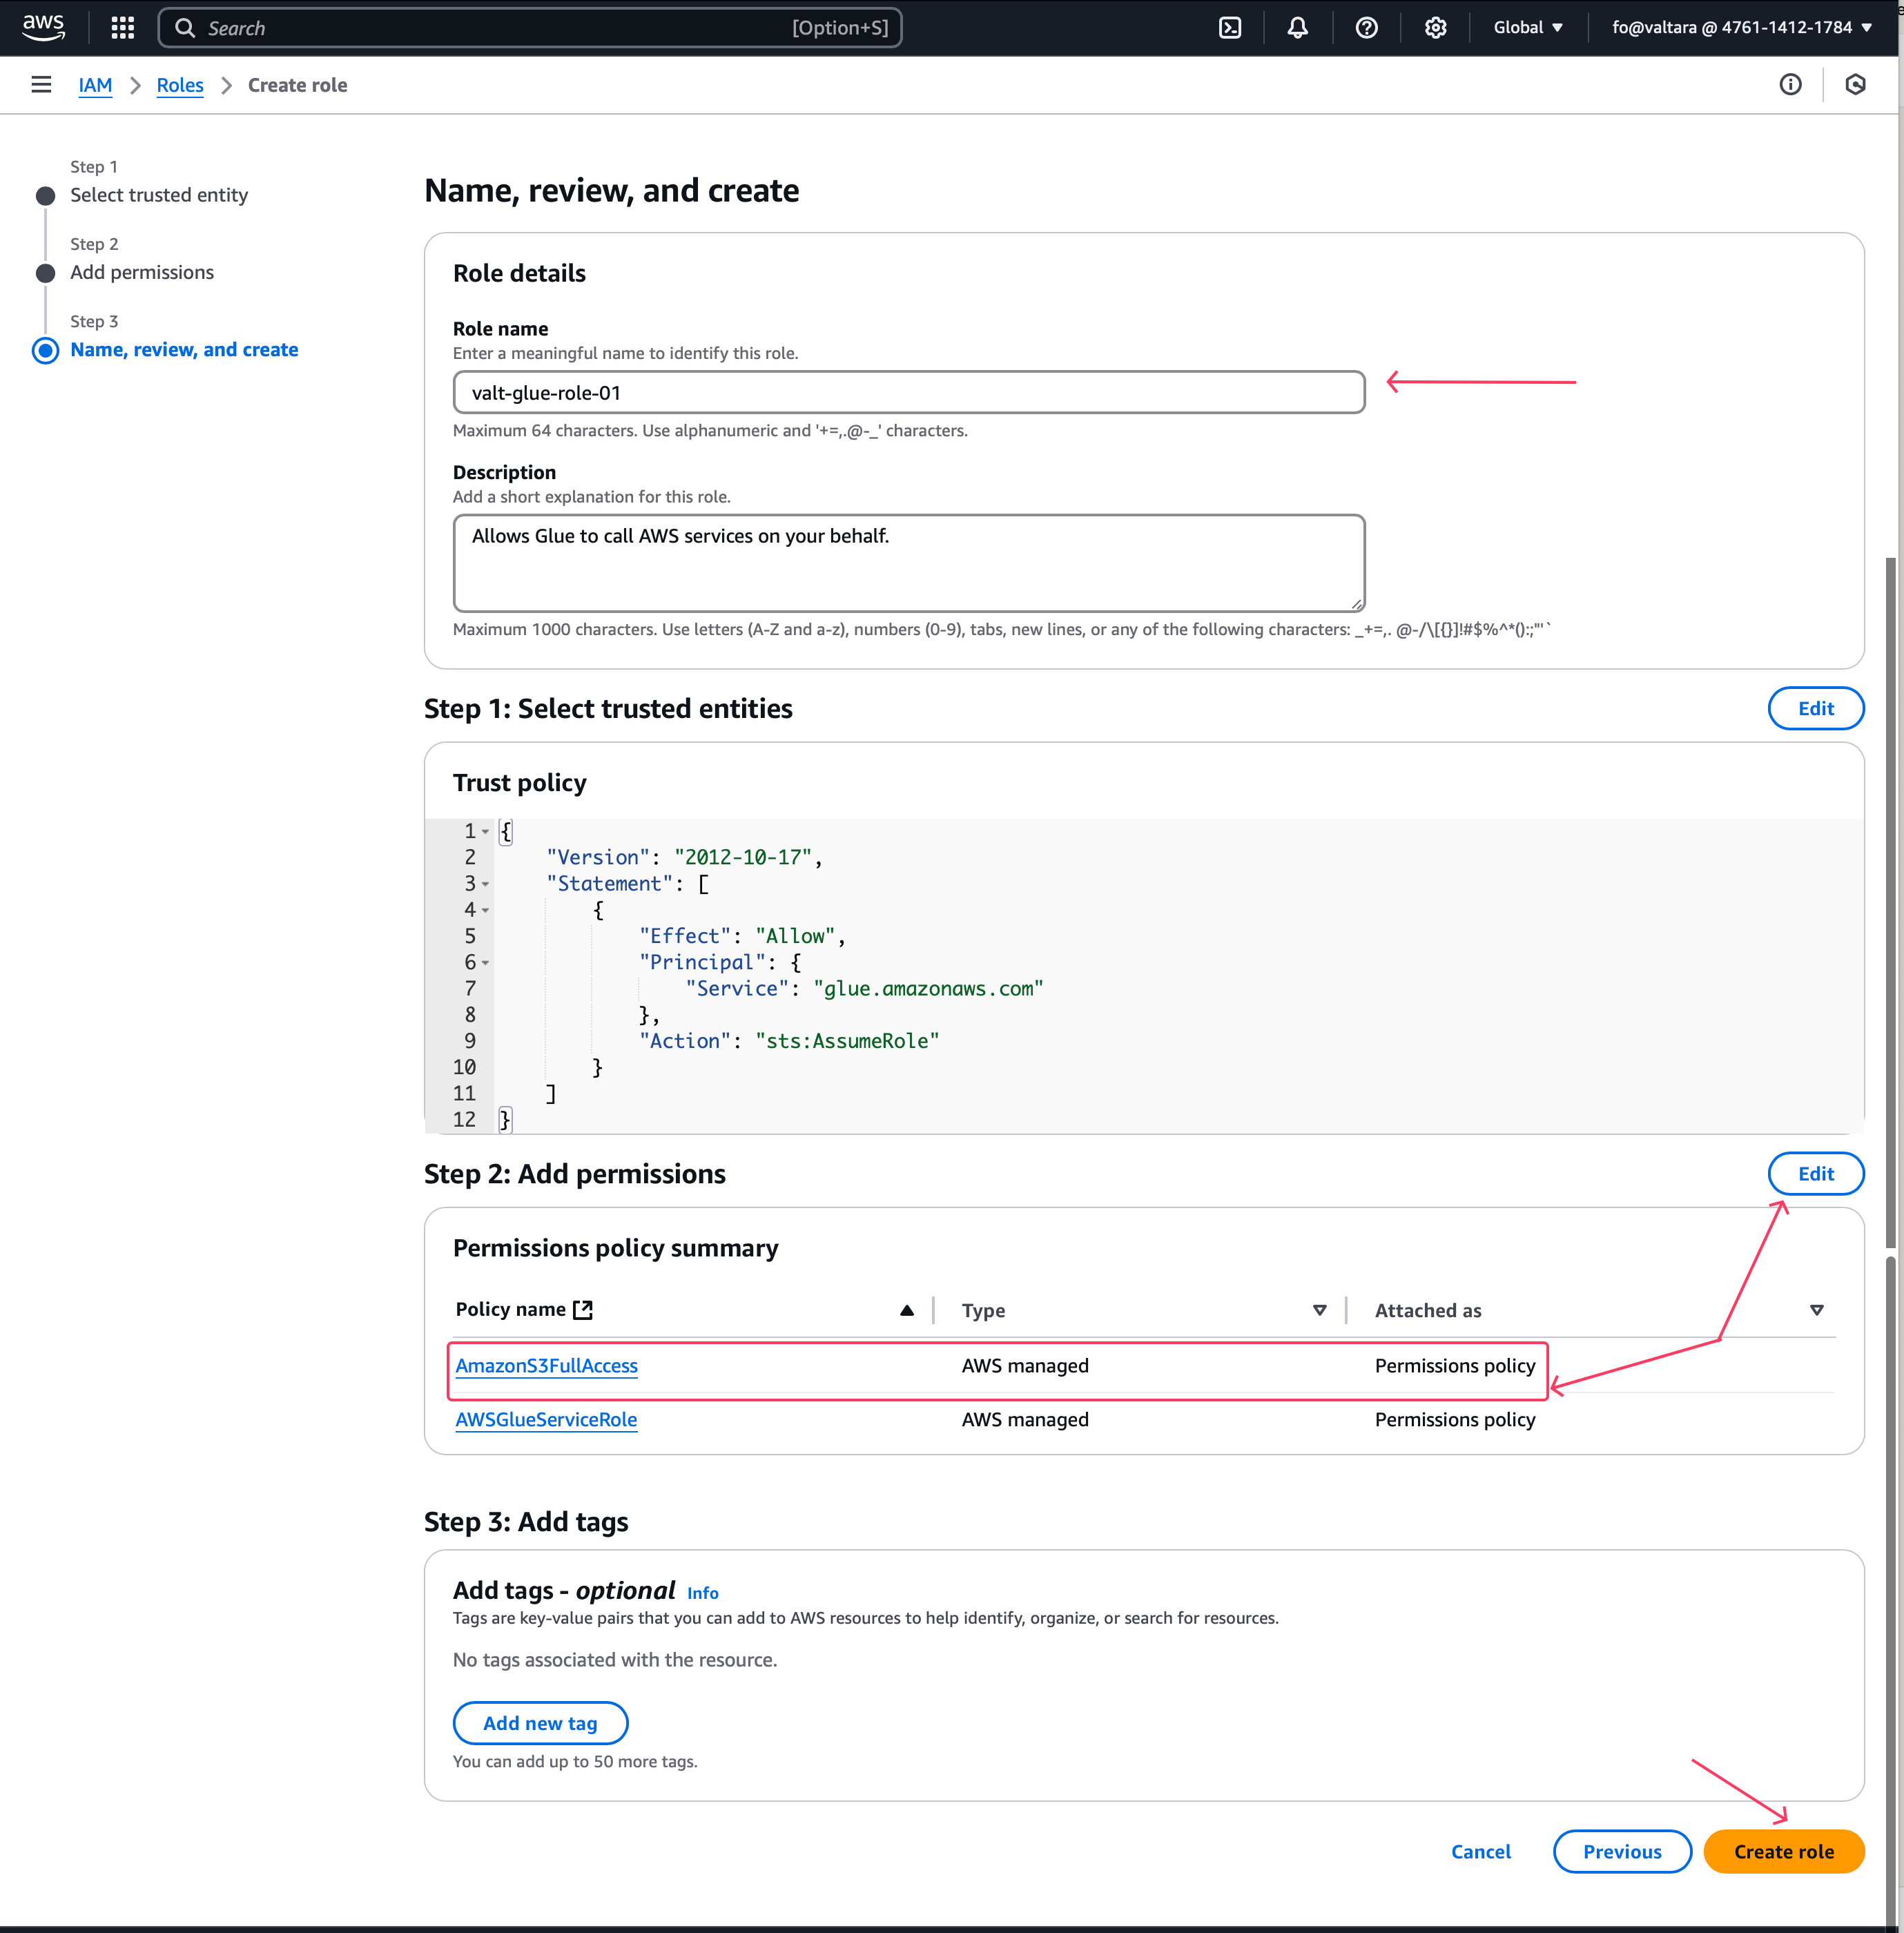 aws
Search [Option+S]
Global
fo@valtara @ 4761-1412-1784
IAM
Roles
Create role
Step 1
Select trusted entity
Step 2
Add permissions
Step 3
Name, review, and create
Name, review, and create
Role details
Role name
Enter a meaningful name to identify this role.
valt-glue-role-01
Maximum 64 characters. Use alphanumeric and '+=,.@-_' characters.
Description
Add a short explanation for this role.
Allows Glue to call AWS services on your behalf.
Maximum 1000 characters. Use letters (A-Z and a-z), numbers (0-9), tabs, new lines, or any of the following characters: _+=,. @-/\[{}]!#$%^*();:"'`
Step 1: Select trusted entities
Edit
Trust policy
1 {
2 "Version": "2012-10-17",
3 "Statement": [
4 {
5 "Effect": "Allow",
6 "Principal": {
7 "Service": "glue.amazonaws.com"
8 },
9 "Action": "sts:AssumeRole"
10 }
11 ]
12 }
Step 2: Add permissions
Edit
Permissions policy summary
Policy name Type Attached as
AmazonS3FullAccess AWS managed Permissions policy
AWSGlueServiceRole AWS managed Permissions policy
Step 3: Add tags
Add tags - optional Info
Tags are key-value pairs that you can add to AWS resources to help identify, organize, or search for resources.
No tags associated with the resource.
Add new tag
You can add up to 50 more tags.
Cancel
Previous
Create role